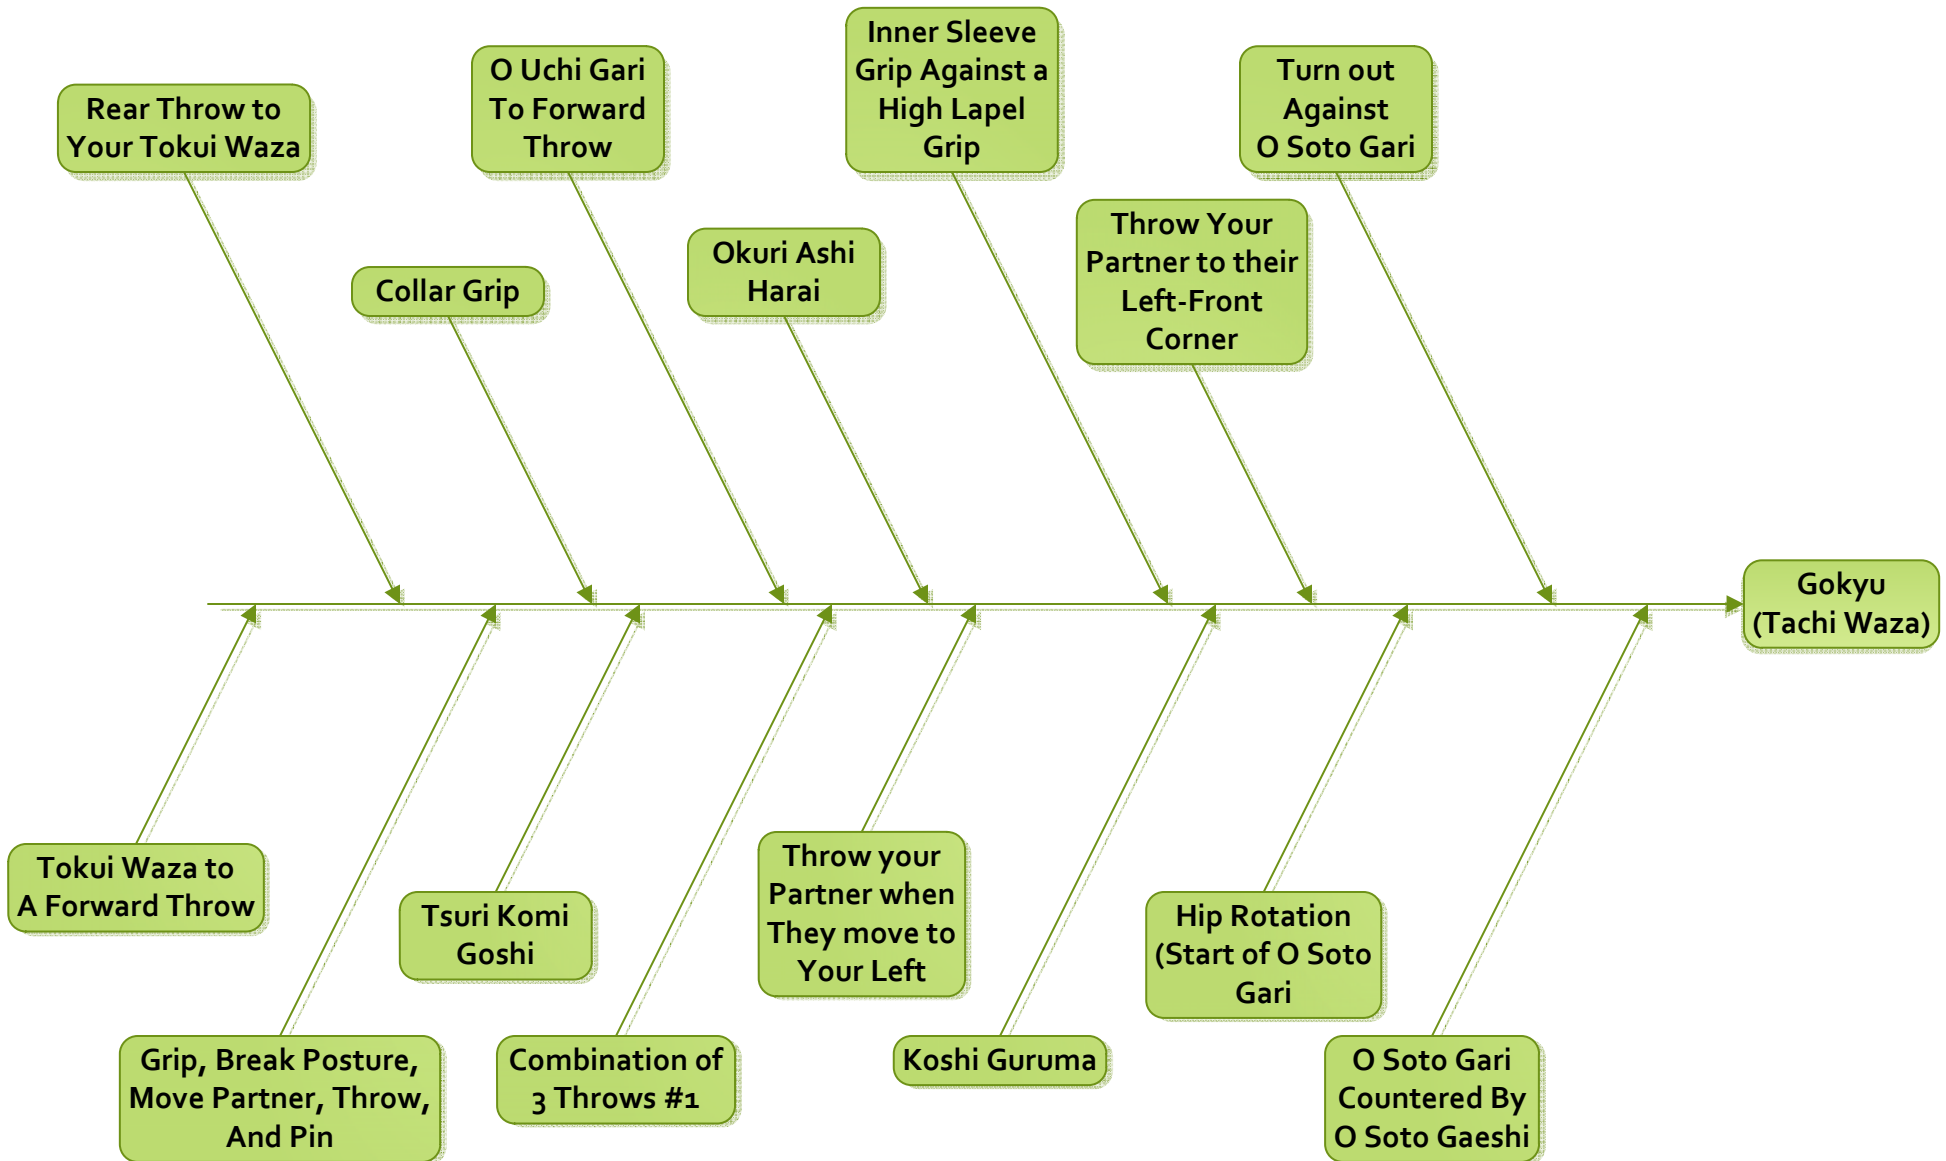 Rear Throw to
Your Tokui Waza
O Uchi Gari
To Forward
Throw
Inner Sleeve
Grip Against a
High Lapel
Grip
Turn out
Against
O Soto Gari
Collar Grip
Okuri Ashi
Harai
Throw Your
Partner to their
Left-Front
Corner
Gokyu
(Tachi Waza)
Tokui Waza to
A Forward Throw
Tsuri Komi
Goshi
Throw your
Partner when
They move to
Your Left
Hip Rotation
(Start of O Soto
Gari
Grip, Break Posture,
Move Partner, Throw,
And Pin
Combination of
3 Throws #1
Koshi Guruma
O Soto Gari
Countered By
O Soto Gaeshi